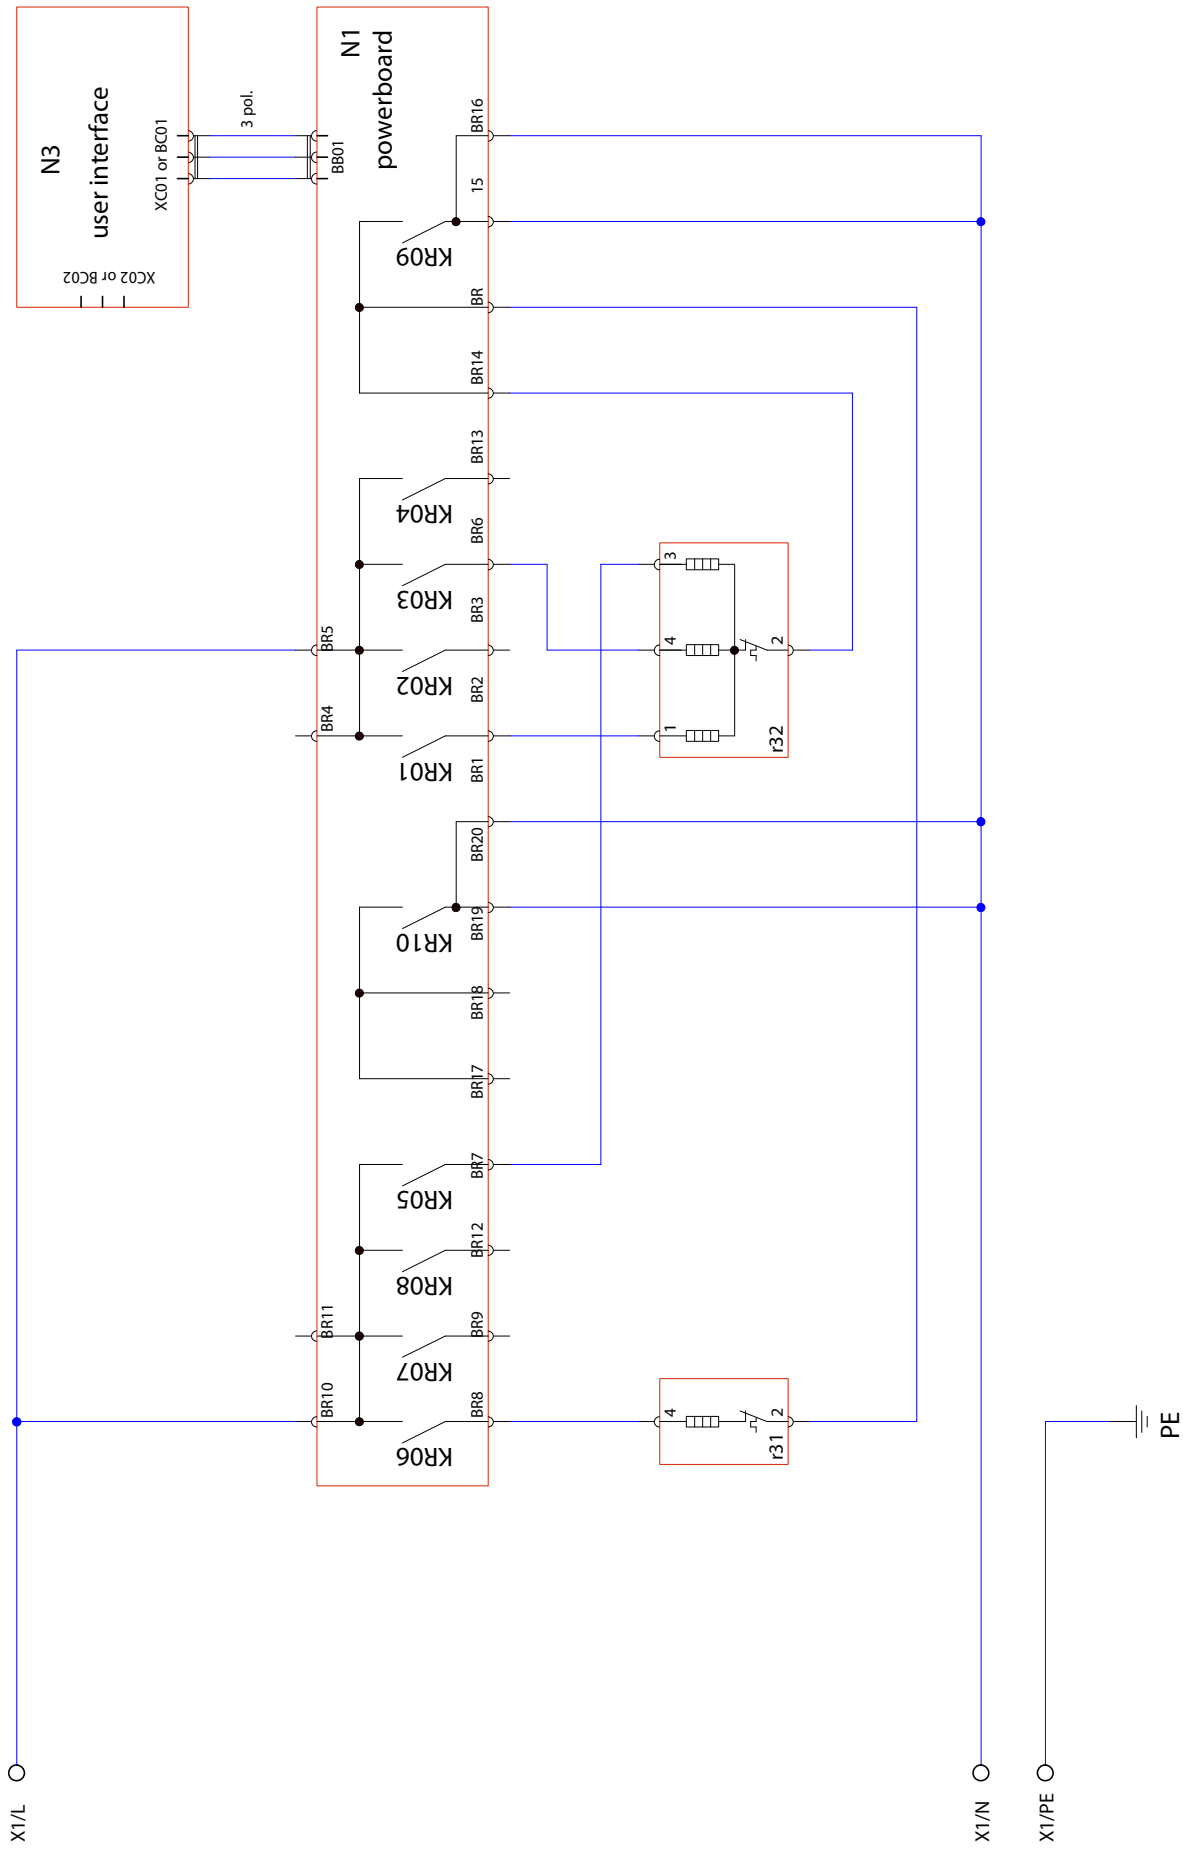 N3
user interface
XC01 or BC01
XC02 or BC02
3 pol.
N1
powerboard
BB01
BR16
15
KR09
BR
BR14
BR13
KR04
BR6
KR03
BR3
BR5
KR02
BR2
BR4
KR01
BR1
BR20
KR10
BR19
BR18
BR17
BR7
KR05
BR12
KR08
BR11
BR9
KR07
BR10
BR8
KR06
3
4
2
1
r32
4
2
r31
PE
X1/L
X1/N
X1/PE